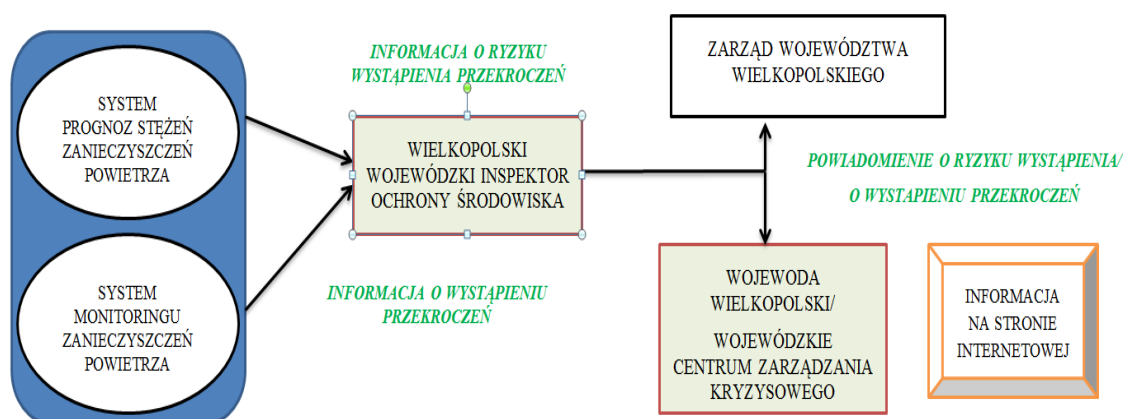 SYSTEM
PROGNOZ STĘŻEŃ
ZANIECZYSZCZEŃ
POWIETRZA
SYSTEM
MONITORINGU
ZANIECZYSZCZEŃ
POWIETRZA
INFORMACJA O RYZYKU
WYSTĄPIENIA PRZEKROCZEŃ
WIELKOPOLSKI
WOJEWÓDZKI INSPEKTOR
OCHRONY ŚRODOWISKA
INFORMACJA O WYSTĄPIENIU
PRZEKROCZEŃ
ZARZĄD WOJEWÓDZTWA
WIELKOPOLSKIEGO
POWIADOMIENIE O RYZYKU WYSTĄPIENIA/
O WYSTAPIENIU PRZEKROCZEŃ
WOJEWODA
WIELKOPOLSKI/
WOJEWÓDZKIE
CENTRUM ZARZĄDZANIA
KRYZYSOWEGO
INFORMACJA
NA STRONIE
INTERNETOWEJ